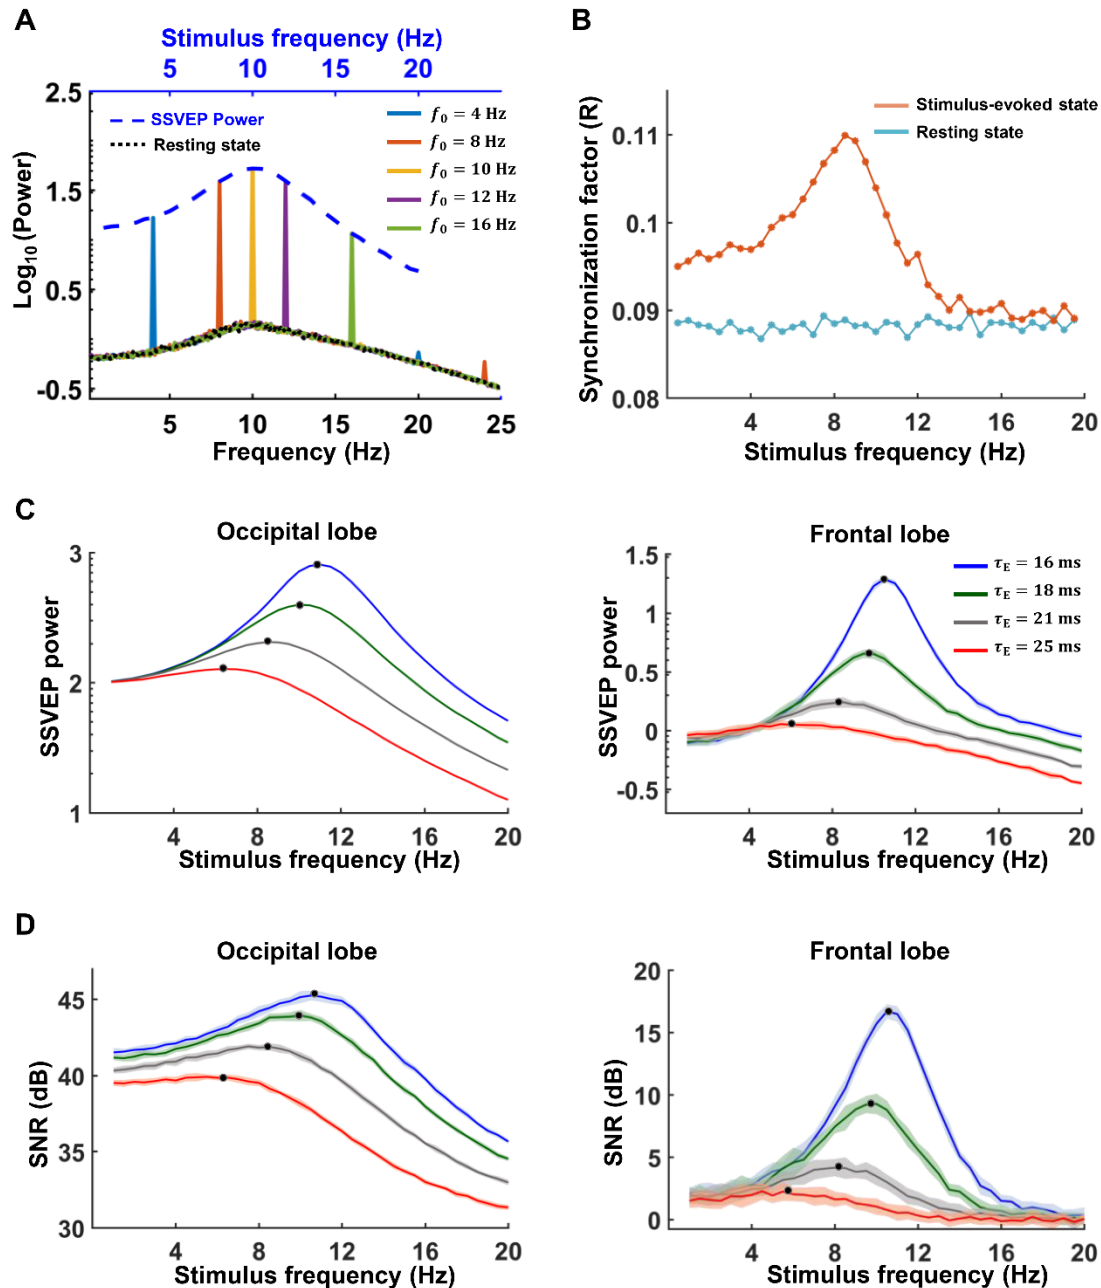 A
Stimulus frequency (Hz)
5 10 15 20
2.5
1.5
0.5
-0.5
Log10 (Power)
SSVEP Power
Resting state
f0 = 4 Hz
f0 = 8 Hz
f0 = 10 Hz
f0 = 12 Hz
f0 = 16 Hz
5 10 15 20 25
Frequency (Hz)
B
Synchronization factor (R)
0.11
0.1
0.09
0.08
Stimulus-evoked state
Resting state
4 8 12 16 20
Stimulus frequency (Hz)
C
Occipital lobe
SSVEP power
3
2
1
4 8 12 16 20
Stimulus frequency (Hz)
Frontal lobe
SSVEP power
1.5
1
0.5
0
-0.5
τE = 16 ms
τE = 18 ms
τE = 21 ms
τE = 25 ms
4 8 12 16 20
Stimulus frequency (Hz)
D
Occipital lobe
SNR (dB)
45
40
35
30
4 8 12 16 20
Stimulus frequency (Hz)
Frontal lobe
SNR (dB)
20
15
10
5
0
4 8 12 16 20
Stimulus frequency (Hz)